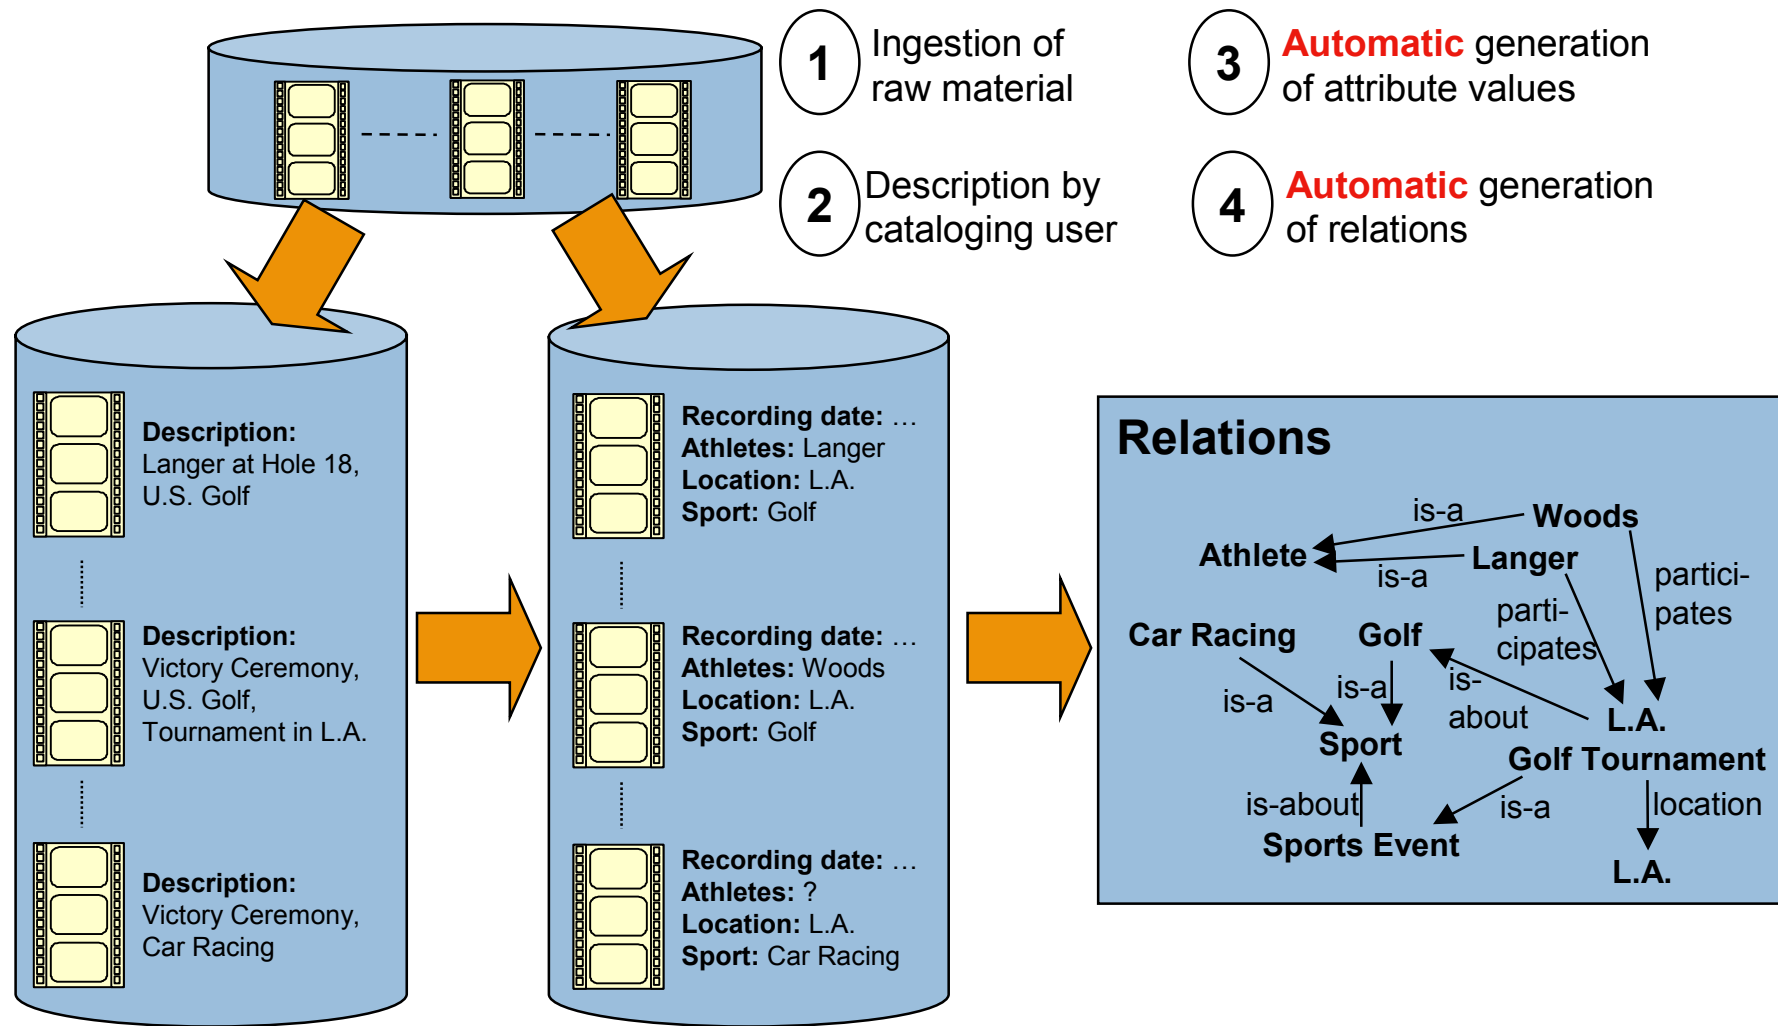 1
Ingestion of
raw material
2
Description by
cataloging user
3
Automatic generation
of attribute values
4
Automatic generation
of relations
Description:
Langer at Hole 18,
U.S. Golf
Description:
Victory Ceremony,
U.S. Golf,
Tournament in L.A.
Description:
Victory Ceremony,
Car Racing
Recording date: …
Athletes: Langer
Location: L.A.
Sport: Golf
Recording date: …
Athletes: Woods
Location: L.A.
Sport: Golf
Recording date: …
Athletes: ?
Location: L.A.
Sport: Car Racing
Relations
is-a
Woods
Athlete
Langer
is-a
partici-
pates
parti-
cipates
Car Racing
Golf
is-a
is-a
is-
about
L.A.
Golf Tournament
Sport
is-about
is-a
location
Sports Event
L.A.